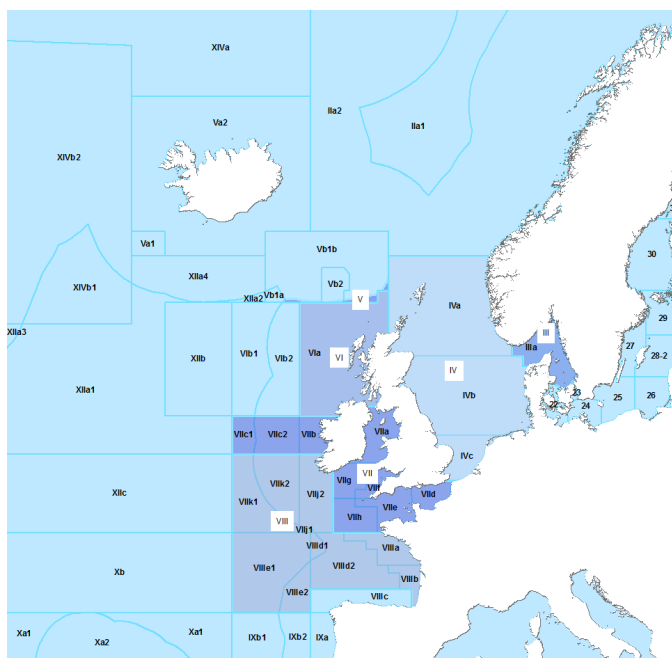 XIVa
Va2
IIa2
IIa1
XIVb2
Va1
Vb1b
30
XIIa4
Vb2
XIVb1
Vb1a
XIIa2
V
IVa
29
XIIa3
III
IIIa
27
XIIb
VIb1
VIb2
VIa
VI
28-2
IV
XIIa1
IVb
23
22
24
25
26
VIIc1
VIIc2
VIIb
VIIa
IVc
VII
VIIg
VIIk2
VIIj2
VIIf
VIId
XIIc
VIIk1
VIIe
VIIh
VIII
VIIj1
VIIId1
VIIIa
Xb
VIIIe1
VIIId2
VIIIb
VIIIe2
VIIIc
Xa1
Xa2
Xa1
IXb1
IXb2
IXa